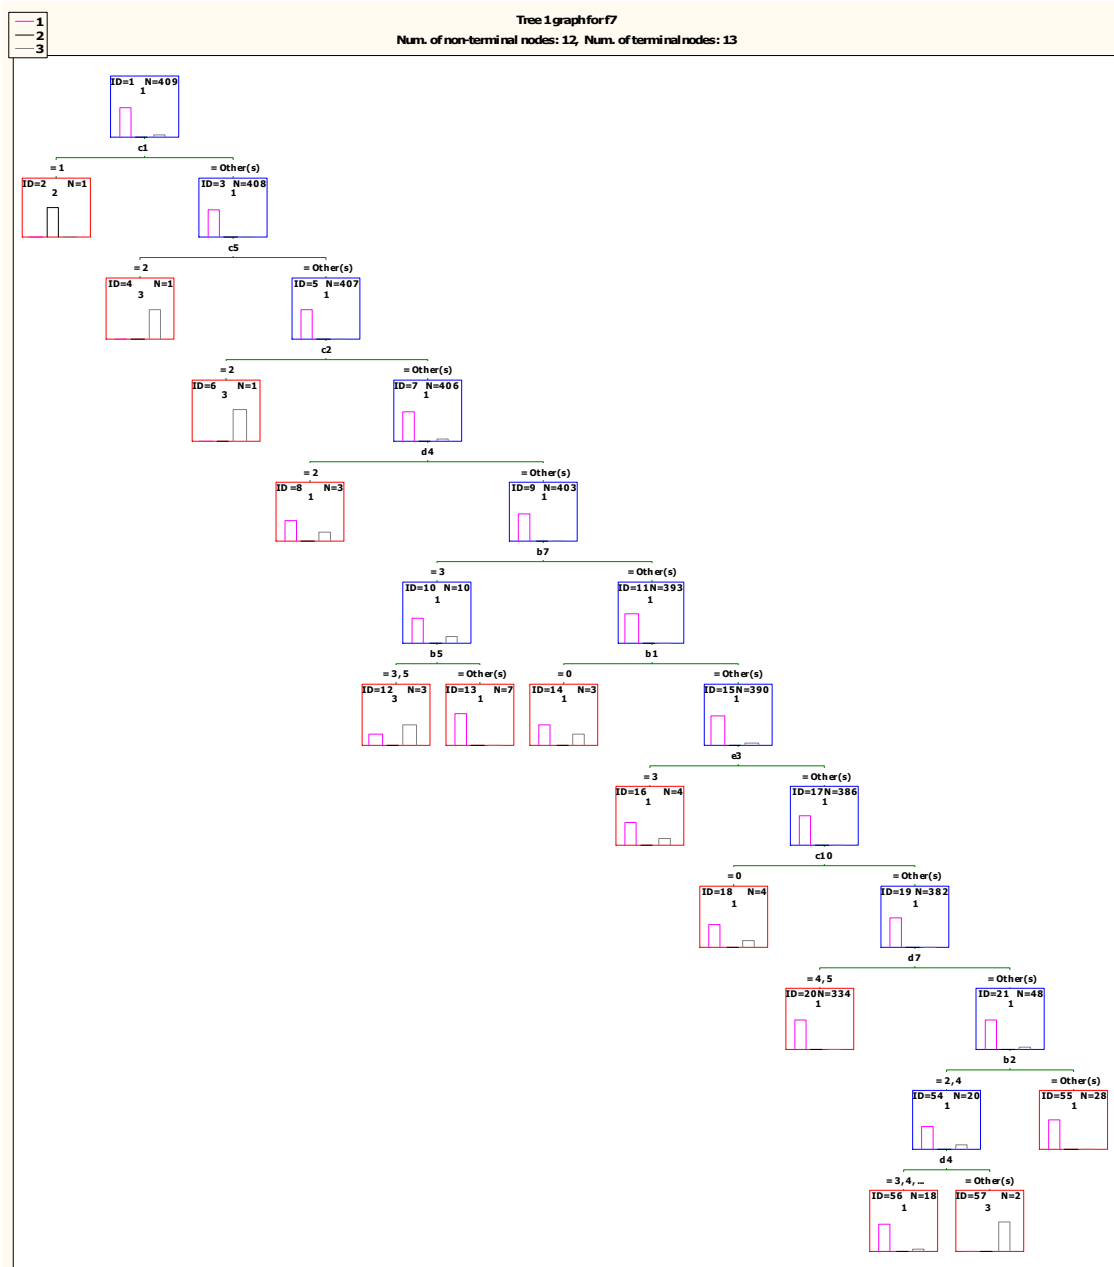 1
2
3
Tree 1 graph for f7
Num. of non-terminal nodes: 12, Num. of terminal nodes: 13
ID=1 N=409
1
c1
= 1
= Other(s)
ID=2 N=1
2
ID=3 N=408
1
c5
= 2
= Other(s)
ID=4 N=1
3
ID=5 N=407
1
c2
= 2
= Other(s)
ID=6 N=1
3
ID=7 N=406
1
d4
= 2
= Other(s)
ID=8 N=3
1
ID=9 N=403
1
b7
= 3
= Other(s)
ID=10 N=10
1
ID=11 N=393
1
b5
b1
= 3, 5
= Other(s)
= 0
= Other(s)
ID=12 N=3
3
ID=13 N=7
1
ID=14 N=3
1
ID=15 N=390
1
e3
= 3
= Other(s)
ID=16 N=4
1
ID=17 N=386
1
c10
= 0
= Other(s)
ID=18 N=4
1
ID=19 N=382
1
d7
= 4, 5
= Other(s)
ID=20 N=334
1
ID=21 N=48
1
b2
= 2, 4
= Other(s)
ID=54 N=20
1
ID=55 N=28
1
d4
= 3, 4, ...
= Other(s)
ID=56 N=18
1
ID=57 N=2
3